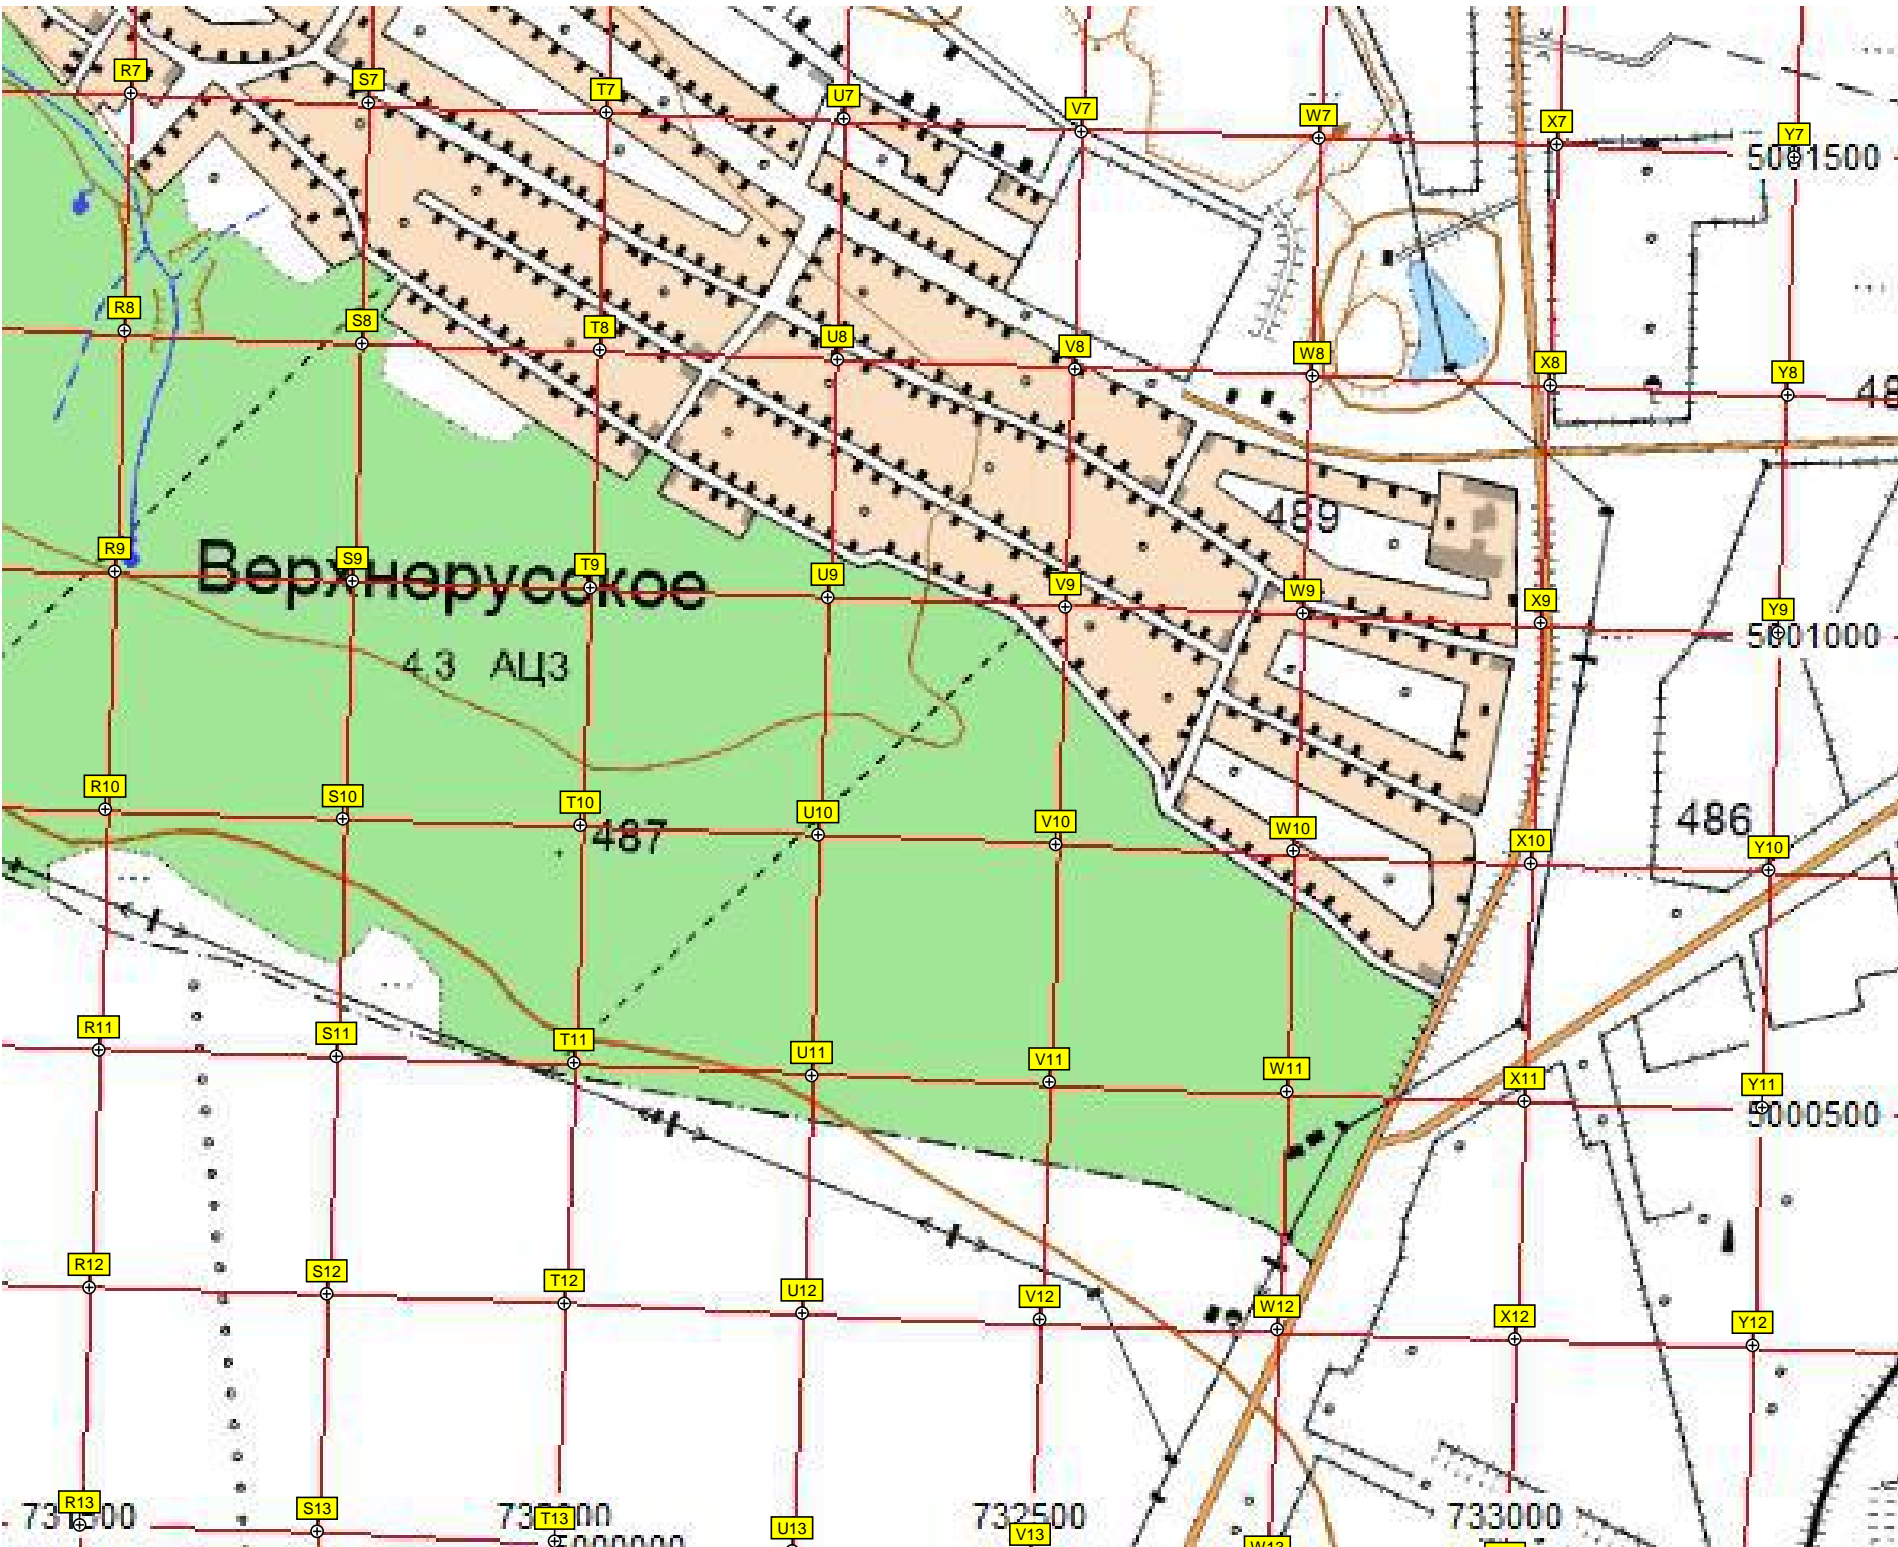 R7 S7 T7 U7 V7 W7 X7 Y7
5001500
R8 S8 T8 U8 V8 W8 X8 Y8
48
489
R9 S9 T9 U9 V9 W9 X9 Y9
Верхнерусское
5001000
4.3 АЦЗ
R10 S10 T10 U10 V10 W10 X10 Y10
487
486
R11 S11 T11 U11 V11 W11 X11 Y11
5000500
R12 S12 T12 U12 V12 W12 X12 Y12
R13 S13 T13 U13 V13 W13
732500 733000